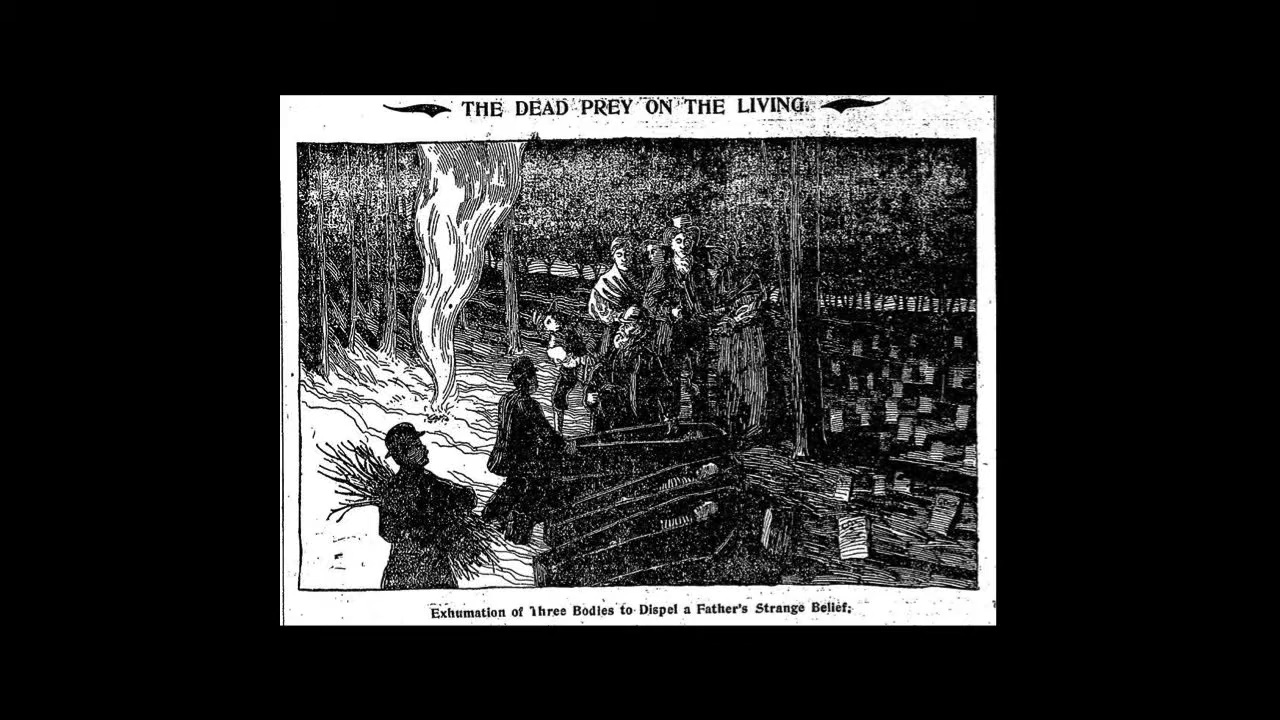 THE DEAD PREY ON THE LIVING.
Exhumation of Three Bodies to Dispel a Father's Strange Belief.